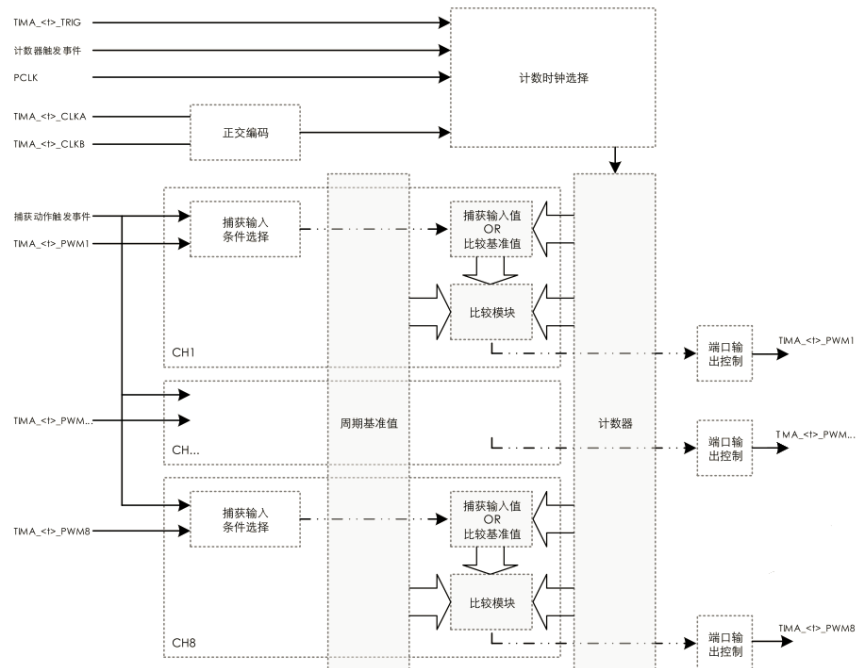 TIMA_<t>_TRIG
计数器触发事件
PCLK
计数时钟选择
TIMA_<t>_CLKA
正交编码
TIMA_<t>_CLKB
捕获动作触发事件
TIMA_<t>_PWM1
捕获输入
条件选择
捕获输入值
OR
比较基准值
比较模块
CH1
端口输
出控制
TIMA_<t>_PWM1
TIMA_<t>_PWM...
CH...
周期基准值
计数器
端口输
出控制
TIMA_<t>_PWM...
TIMA_<t>_PWM8
捕获输入
条件选择
捕获输入值
OR
比较基准值
比较模块
CH8
端口输
出控制
TIMA_<t>_PWM8